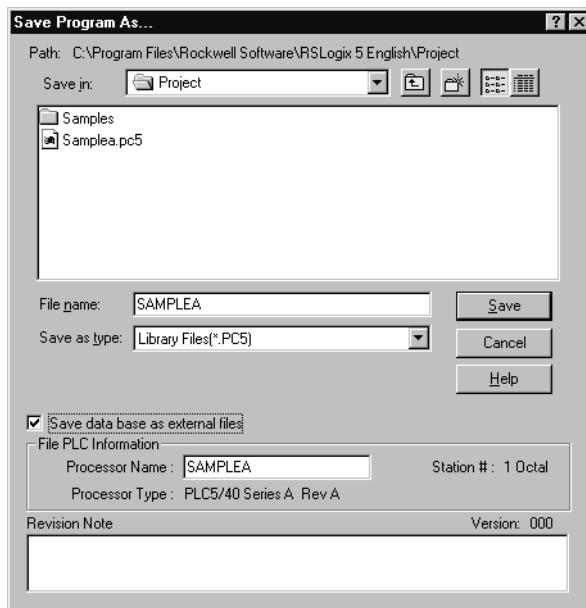 Save Program As...
Path: C:\Program Files\Rockwell Software\RSLogix 5 English\Project
Save in: Project
Samples
Samplea.pc5
File name: SAMPLEA Save
Save as type: Library Files(*.PC5) Cancel
Help
Save data base as external files
File PLC Information
Processor Name : SAMPLEA Station # : 1 Octal
Processor Type : PLC5/40 Series A Rev A
Revision Note Version: 000